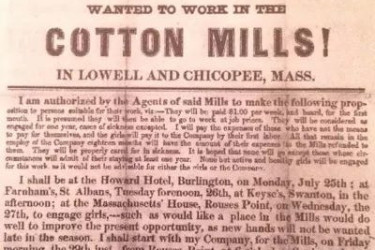 WANTED TO WORK IN THE
COTTON MILLS!
IN LOWELL AND CHICOPEE, MASS.
I am authorized by the Agents of said Mills to make the following prop-
osition to persons suitable for their work, viz:—They will be paid $1.00 per week, and board, for the first
month. It is presumed they will then be able to go to work at job prices. They will be considered as
engaged for one year, cases of sickness excepted. I will pay the expenses of those who have not the means
to pay for themselves, and the girls will pay it to the Company by their first labor. All that remain in the
employ of the Company eighteen months will have the amount of their expenses to the Mills refunded to
them. They will be properly cared for in sickness. It is hoped that none will go except those whose cir-
cumstances will admit of their staying at least one year. None but active and healthy girls will be engaged
for this work as it would not be advisable for either the girls or the Company.
I shall be at the Howard Hotel, Burlington, on Monday, July 25th; at
Farnham's, St Albans, Tuesday forenoon, 26th, at Keyse's, Swanton, in the
afternoon; at the Massachusetts' House, Rouses Point, on Wednesday, the
27th, to engage girls,—such as would like a place in the Mills would do
well to improve the present opportunity, as new hands will not be wanted
late in the season. I shall start with my Company, for the Mills, on Friday